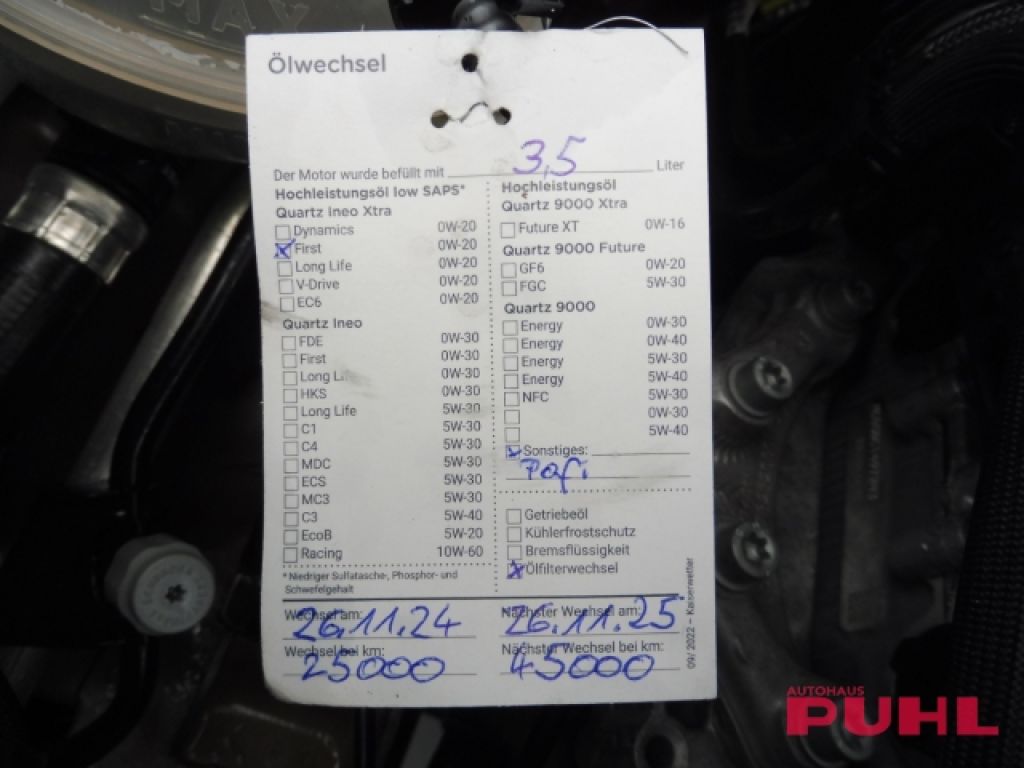 MAX
Ölwechsel
Der Motor wurde befüllt mit 3,5 Liter
Hochleistungsöl low SAPS*
Quartz Ineo Xtra
Dynamics 0W-20
First 0W-20
Long Life 0W-20
V-Drive 0W-20
EC6 0W-20
Quartz Ineo
FDE 0W-30
First 0W-30
Long 0W-30
HKS 0W-30
Long Life 5W-30
C1 5W-30
C4 5W-30
MDC 5W-30
ECS 5W-30
MC3 5W-30
C3 5W-40
EcoB 5W-20
Racing 10W-60
* Niedriger Sulfatasche-, Phosphor- und
Schwefelgehalt
Hochleistungsöl
Quartz 9000 Xtra
Future XT 0W-16
Quartz 9000 Future
GF6 0W-20
FGC 5W-30
Quartz 9000
Energy 0W-30
Energy 0W-40
Energy 5W-30
Energy 5W-40
NFC 5W-30
0W-30
5W-40
Sonstiges:
Getriebeöl
Kühlerfrostschutz
Bremsflüssigkeit
Ölfilterwechsel
Wechsel am: 26.11.24
Nächster Wechsel am: 26.11.25
Wechsel bei km: 25000
Nächster Wechsel bei km: 45000
09/2022 – Kaiserwetter
AUTOHAUS
PUHL